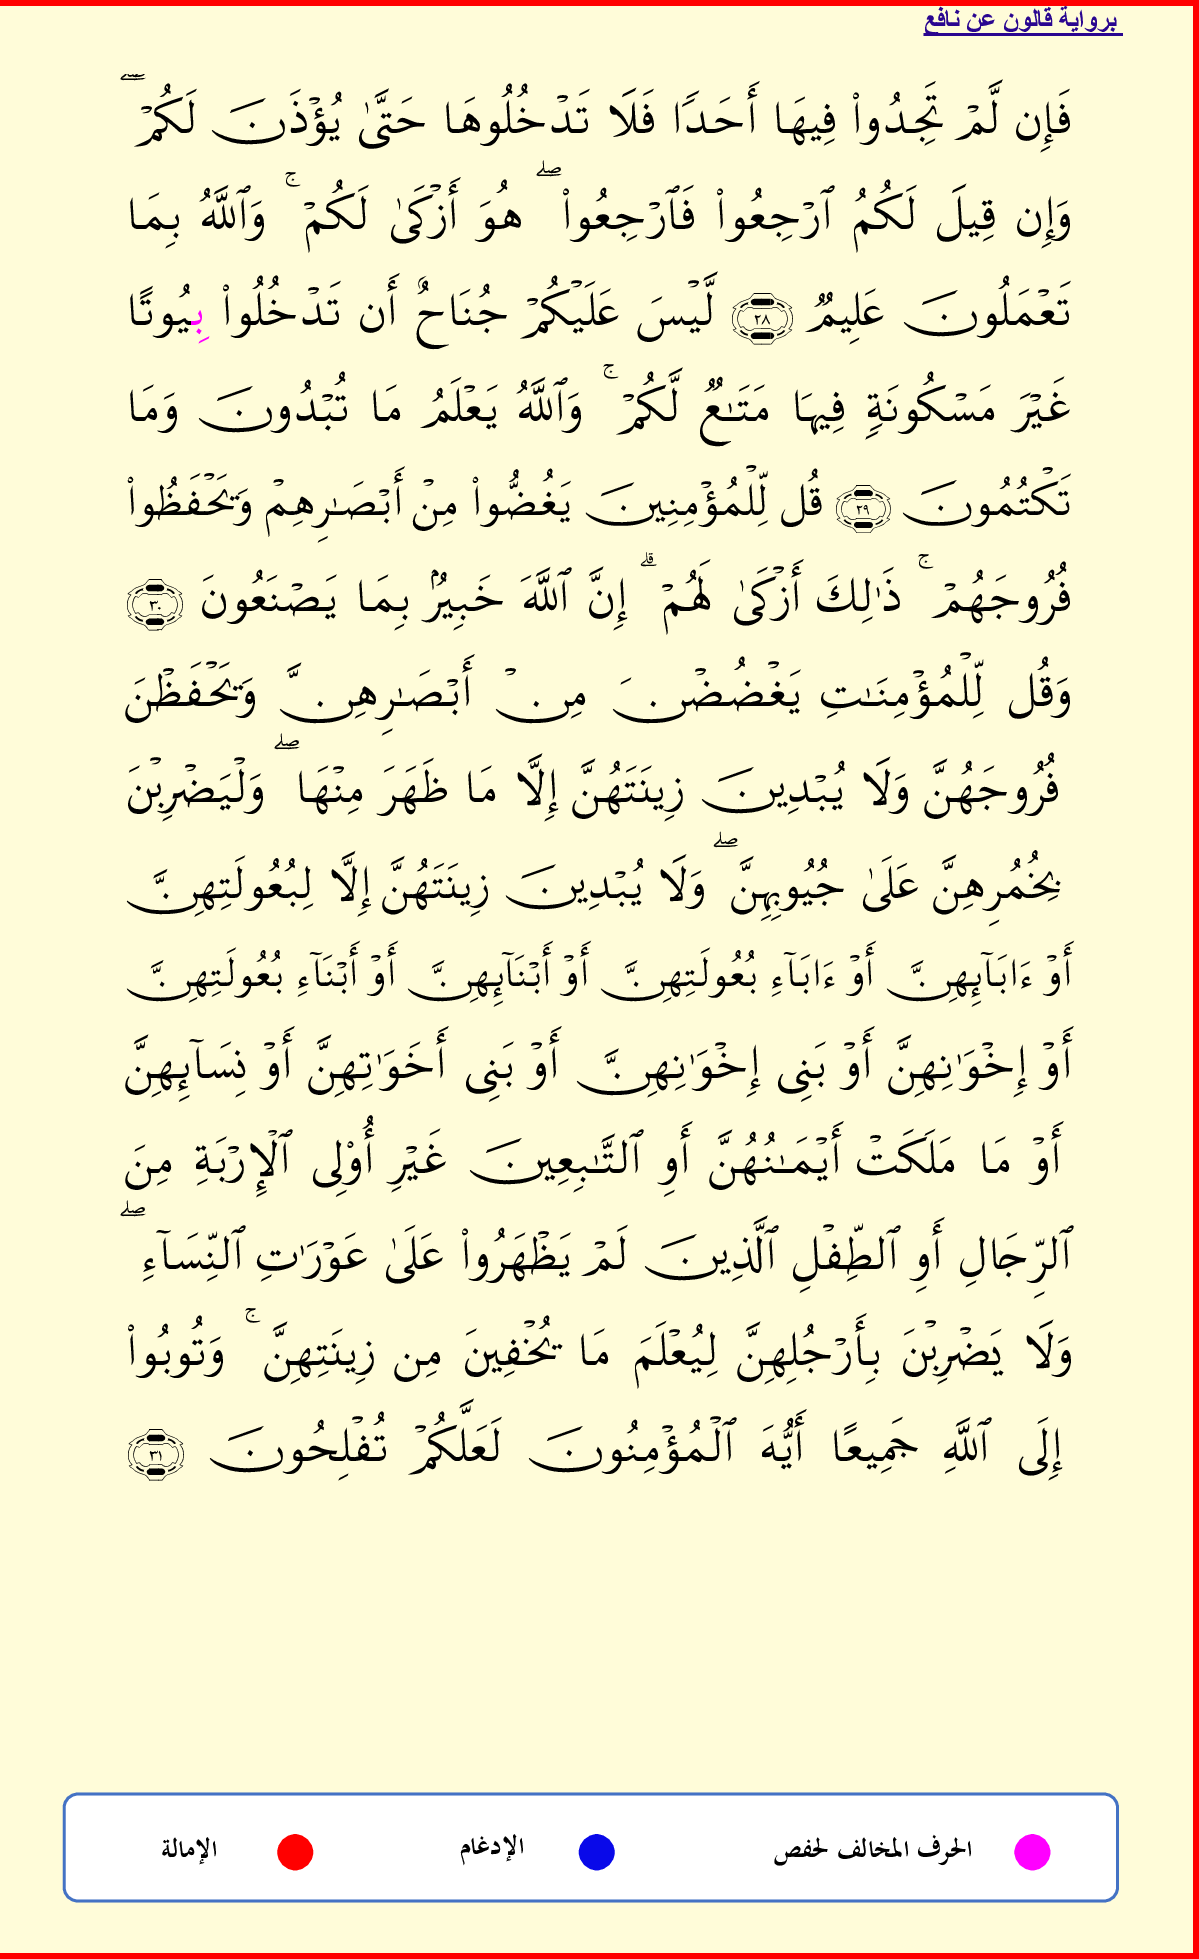 برواية قالون عن نافع
فَإِن لَّمْ تَجِدُواْ فِيهَا أَحَدًا فَلَا تَدْخُلُوهَا حَتَّىٰ يُؤْذَنَ لَكُمْ ۖ
وَإِن قِيلَ لَكُمُ ٱرْجِعُواْ فَٱرْجِعُواْ ۖ هُوَ أَزْكَىٰ لَكُمْ ۚ وَٱللَّهُ بِمَا
تَعْمَلُونَ عَلِيمٌ ۝٢٨ لَّيْسَ عَلَيْكُمْ جُنَاحٌ أَن تَدْخُلُواْ بِيُوتًا
غَيْرَ مَسْكُونَةٍ فِيهَا مَتَـٰعٌ لَّكُمْ ۚ وَٱللَّهُ يَعْلَمُ مَا تُبْدُونَ وَمَا
تَكْتُمُونَ ۝٢٩ قُل لِّلْمُؤْمِنِينَ يَغُضُّواْ مِنْ أَبْصَـٰرِهِمْ وَيَحْفَظُواْ
فُرُوجَهُمْ ۚ ذَٰلِكَ أَزْكَىٰ لَهُمْ ۗ إِنَّ ٱللَّهَ خَبِيرٌۢ بِمَا يَصْنَعُونَ ۝٣٠
وَقُل لِّلْمُؤْمِنَـٰتِ يَغْضُضْنَ مِنْ أَبْصَـٰرِهِنَّ وَيَحْفَظْنَ
فُرُوجَهُنَّ وَلَا يُبْدِينَ زِينَتَهُنَّ إِلَّا مَا ظَهَرَ مِنْهَا ۖ وَلْيَضْرِبْنَ
بِخُمُرِهِنَّ عَلَىٰ جُيُوبِهِنَّ ۖ وَلَا يُبْدِينَ زِينَتَهُنَّ إِلَّا لِبُعُولَتِهِنَّ
أَوْ ءَابَآئِهِنَّ أَوْ ءَابَآءِ بُعُولَتِهِنَّ أَوْ أَبْنَآئِهِنَّ أَوْ أَبْنَآءِ بُعُولَتِهِنَّ
أَوْ إِخْوَٰنِهِنَّ أَوْ بَنِى إِخْوَٰنِهِنَّ أَوْ بَنِى أَخَوَٰتِهِنَّ أَوْ نِسَآئِهِنَّ
أَوْ مَا مَلَكَتْ أَيْمَـٰنُهُنَّ أَوِ ٱلتَّـٰبِعِينَ غَيْرِ أُوْلِى ٱلْإِرْبَةِ مِنَ
ٱلرِّجَالِ أَوِ ٱلطِّفْلِ ٱلَّذِينَ لَمْ يَظْهَرُواْ عَلَىٰ عَوْرَٰتِ ٱلنِّسَآءِ ۖ
وَلَا يَضْرِبْنَ بِأَرْجُلِهِنَّ لِيُعْلَمَ مَا يُخْفِينَ مِن زِينَتِهِنَّ ۚ وَتُوبُواْ
إِلَى ٱللَّهِ جَمِيعًا أَيُّهَ ٱلْمُؤْمِنُونَ لَعَلَّكُمْ تُفْلِحُونَ ۝٣١
الحرف المخالف لحفص الإدغام الإمالة